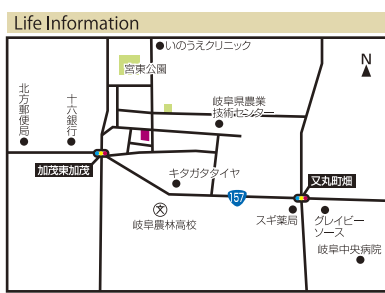 Life Information
いのうえクリニック
宮東公園
N
北方郵便局
十六銀行
岐阜県農業
技術センター
加茂東加茂
キタガタタイヤ
又丸町畑
157
文
岐阜農林高校
スギ薬局
グレイビー
ソース
岐阜中央病院